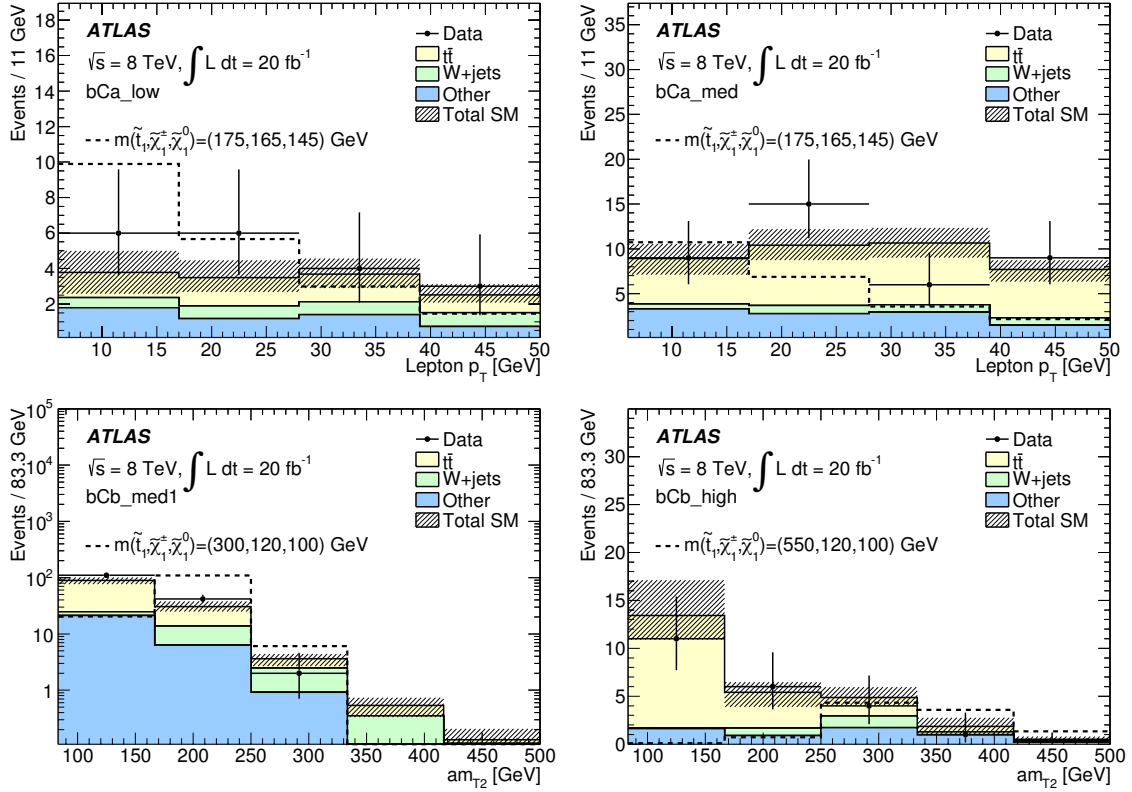 Events / 11 GeV
18
16
14
12
10
8
6
4
2
ATLAS
√s = 8 TeV, ∫ L dt = 20 fb⁻¹
bCa_low
Data
tt̄
W+jets
Other
Total SM
m(t̃₁,χ̃₁±,χ̃₁⁰)=(175,165,145) GeV
10 15 20 25 30 35 40 45 50
Lepton p_T [GeV]
Events / 11 GeV
35
30
25
20
15
10
5
ATLAS
√s = 8 TeV, ∫ L dt = 20 fb⁻¹
bCa_med
Data
tt̄
W+jets
Other
Total SM
m(t̃₁,χ̃₁±,χ̃₁⁰)=(175,165,145) GeV
10 15 20 25 30 35 40 45 50
Lepton p_T [GeV]
Events / 83.3 GeV
10⁵
10⁴
10³
10²
10
1
ATLAS
√s = 8 TeV, ∫ L dt = 20 fb⁻¹
bCb_med1
Data
tt̄
W+jets
Other
Total SM
m(t̃₁,χ̃₁±,χ̃₁⁰)=(300,120,100) GeV
100 150 200 250 300 350 400 450 500
am_T2 [GeV]
Events / 83.3 GeV
35
30
25
20
15
10
5
0
ATLAS
√s = 8 TeV, ∫ L dt = 20 fb⁻¹
bCb_high
Data
tt̄
W+jets
Other
Total SM
m(t̃₁,χ̃₁±,χ̃₁⁰)=(550,120,100) GeV
100 150 200 250 300 350 400 450 500
am_T2 [GeV]